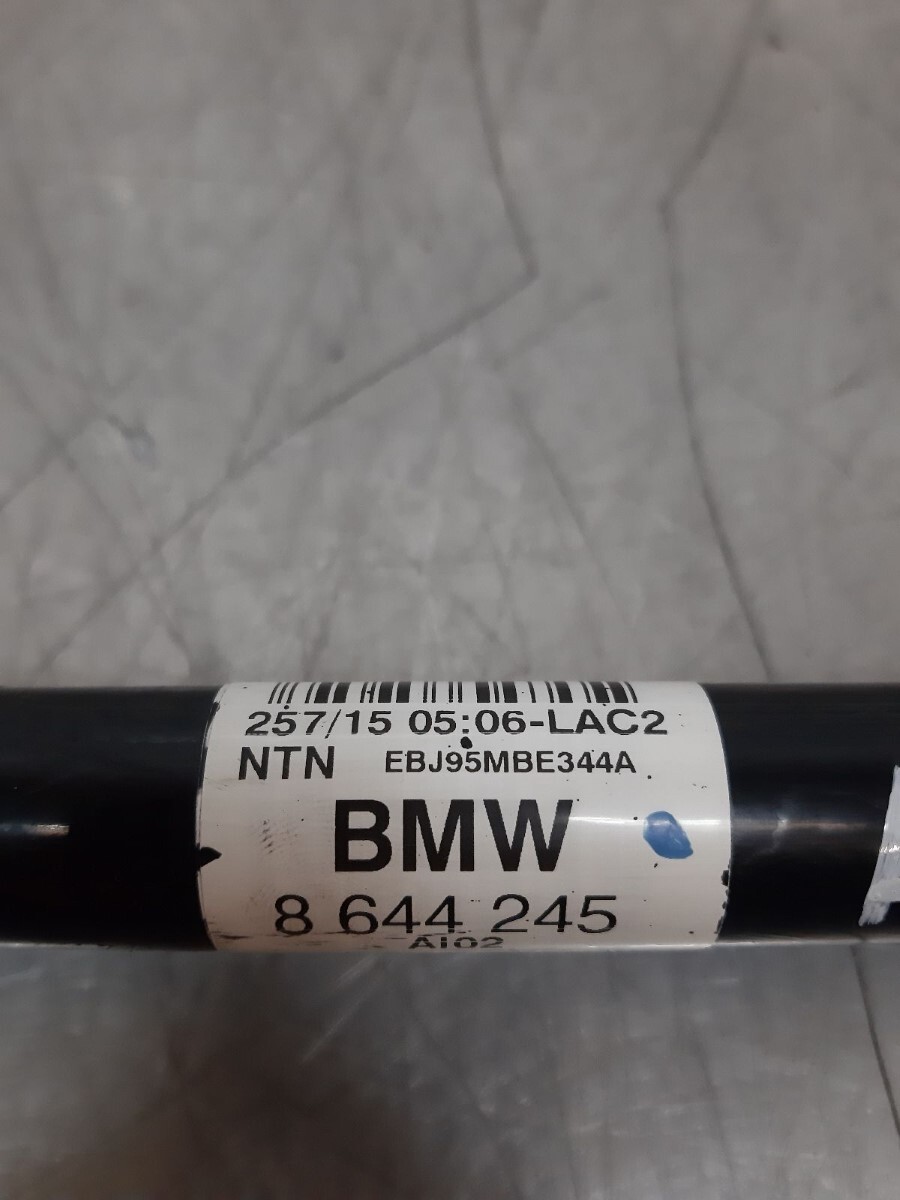 257/15 05:06-LAC2
NTN EBJ95MBE344A
BMW
8 644 245
AI02